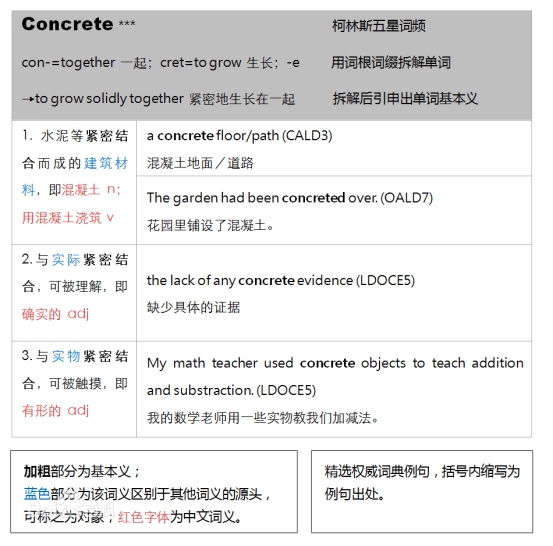 Concrete ***
柯林斯五星词频
con-=together 一起；cret=to grow 生长；-e
用词根词缀拆解单词
→to grow solidly together 紧密地生长在一起
拆解后引申出单词基本义
1. 水泥等紧密结
合而成的建筑材
料，即混凝土 n；
用混凝土浇筑 v
a concrete floor/path (CALD3)
混凝土地面／道路
The garden had been concreted over. (OALD7)
花园里铺设了混凝土。
2. 与实际紧密结
合，可被理解，即
确实的 adj
the lack of any concrete evidence (LDOCE5)
缺少具体的证据
3. 与实物紧密结
合，可被触摸，即
有形的 adj
My math teacher used concrete objects to teach addition
and substraction. (LDOCE5)
我的数学老师用一些实物教我们加减法。
加粗部分为基本义；
蓝色部分为该词义区别于其他词义的源头，
可称之为对象；红色字体为中文词义。
精选权威词典例句，括号内缩写为
例句出处。